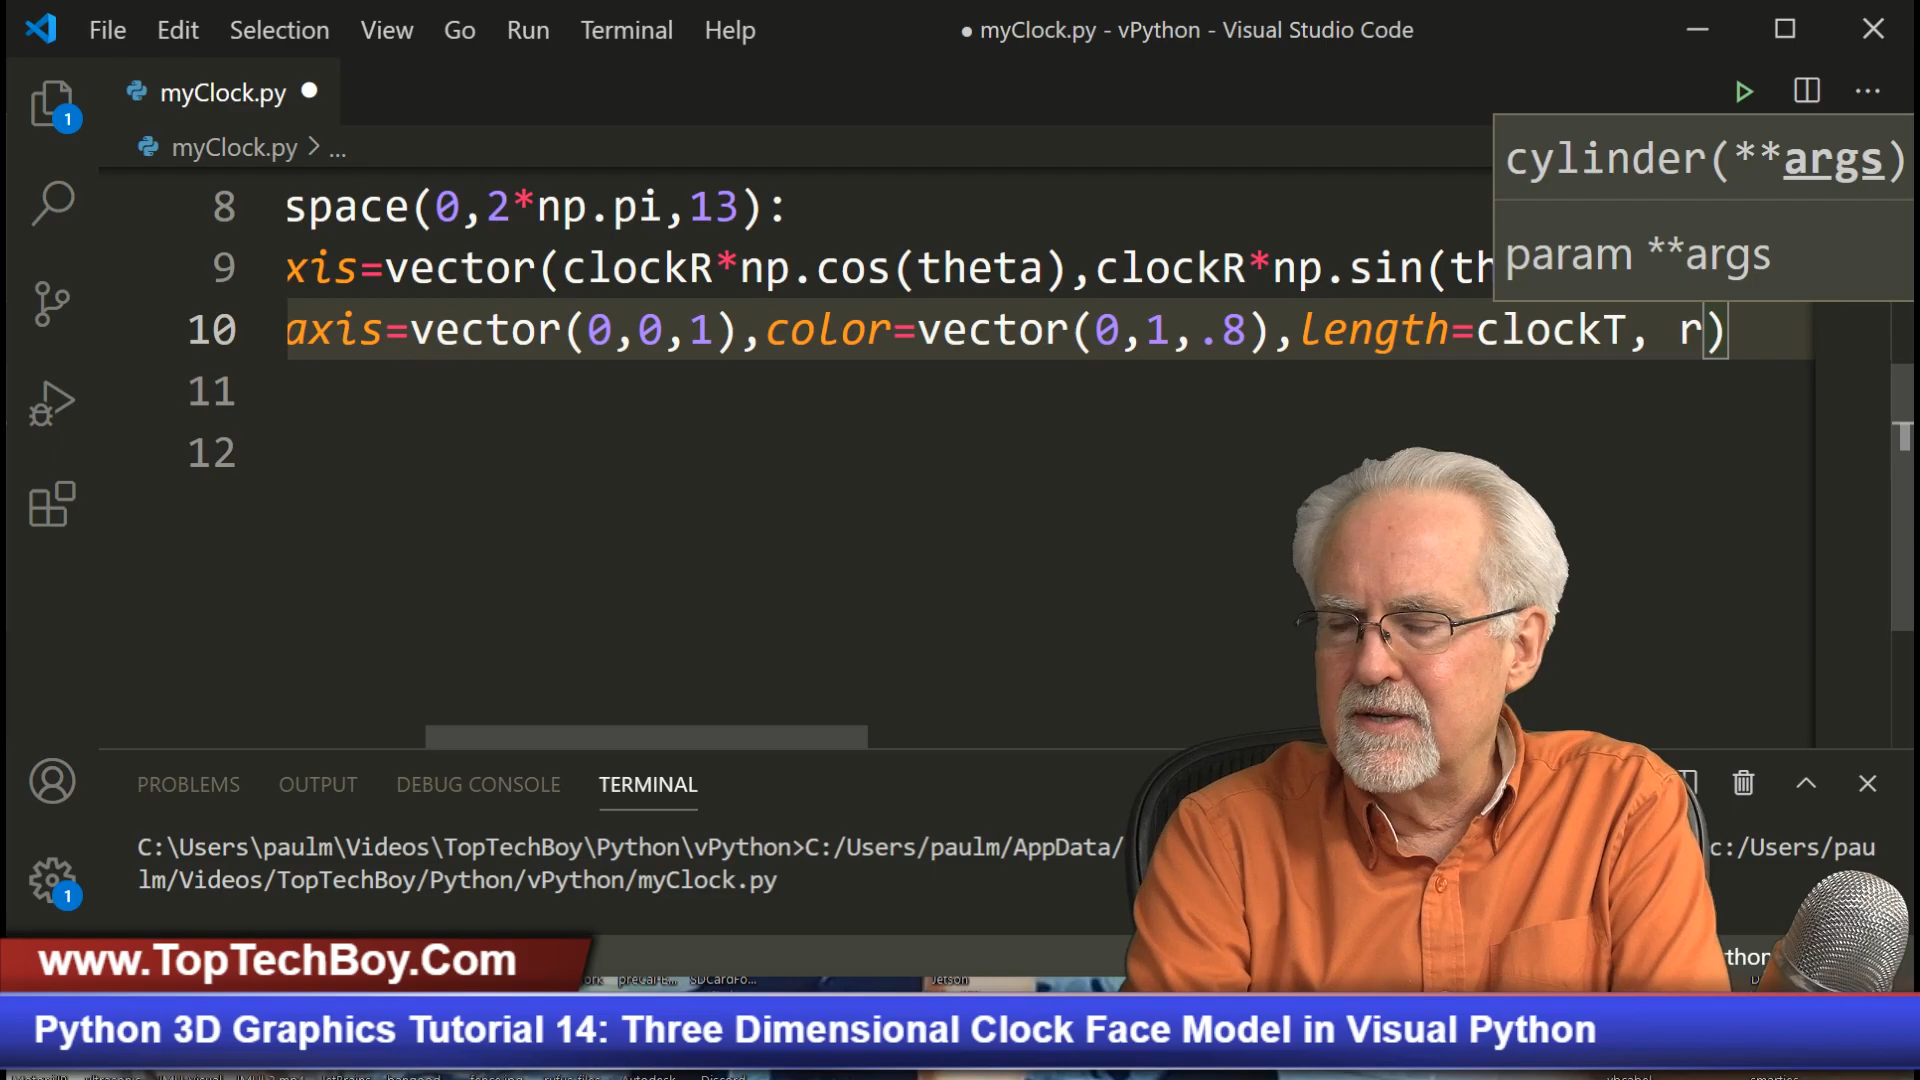 File Edit Selection View Go Run Terminal Help
● myClock.py - vPython - Visual Studio Code
myClock.py
1
myClock.py > ...
cylinder(**args)
param **args
8 space(0,2*np.pi,13):
9 xis=vector(clockR*np.cos(theta),clockR*np.sin(th
10 axis=vector(0,0,1),color=vector(0,1,.8),length=clockT, r)
11
12
PROBLEMS OUTPUT DEBUG CONSOLE TERMINAL
C:\Users\paulm\Videos\TopTechBoy\Python\vPython>C:/Users/paulm/AppData/ c:/Users/pau
lm/Videos/TopTechBoy/Python/vPython/myClock.py
1
www.TopTechBoy.Com
Jetson
Python 3D Graphics Tutorial 14: Three Dimensional Clock Face Model in Visual Python